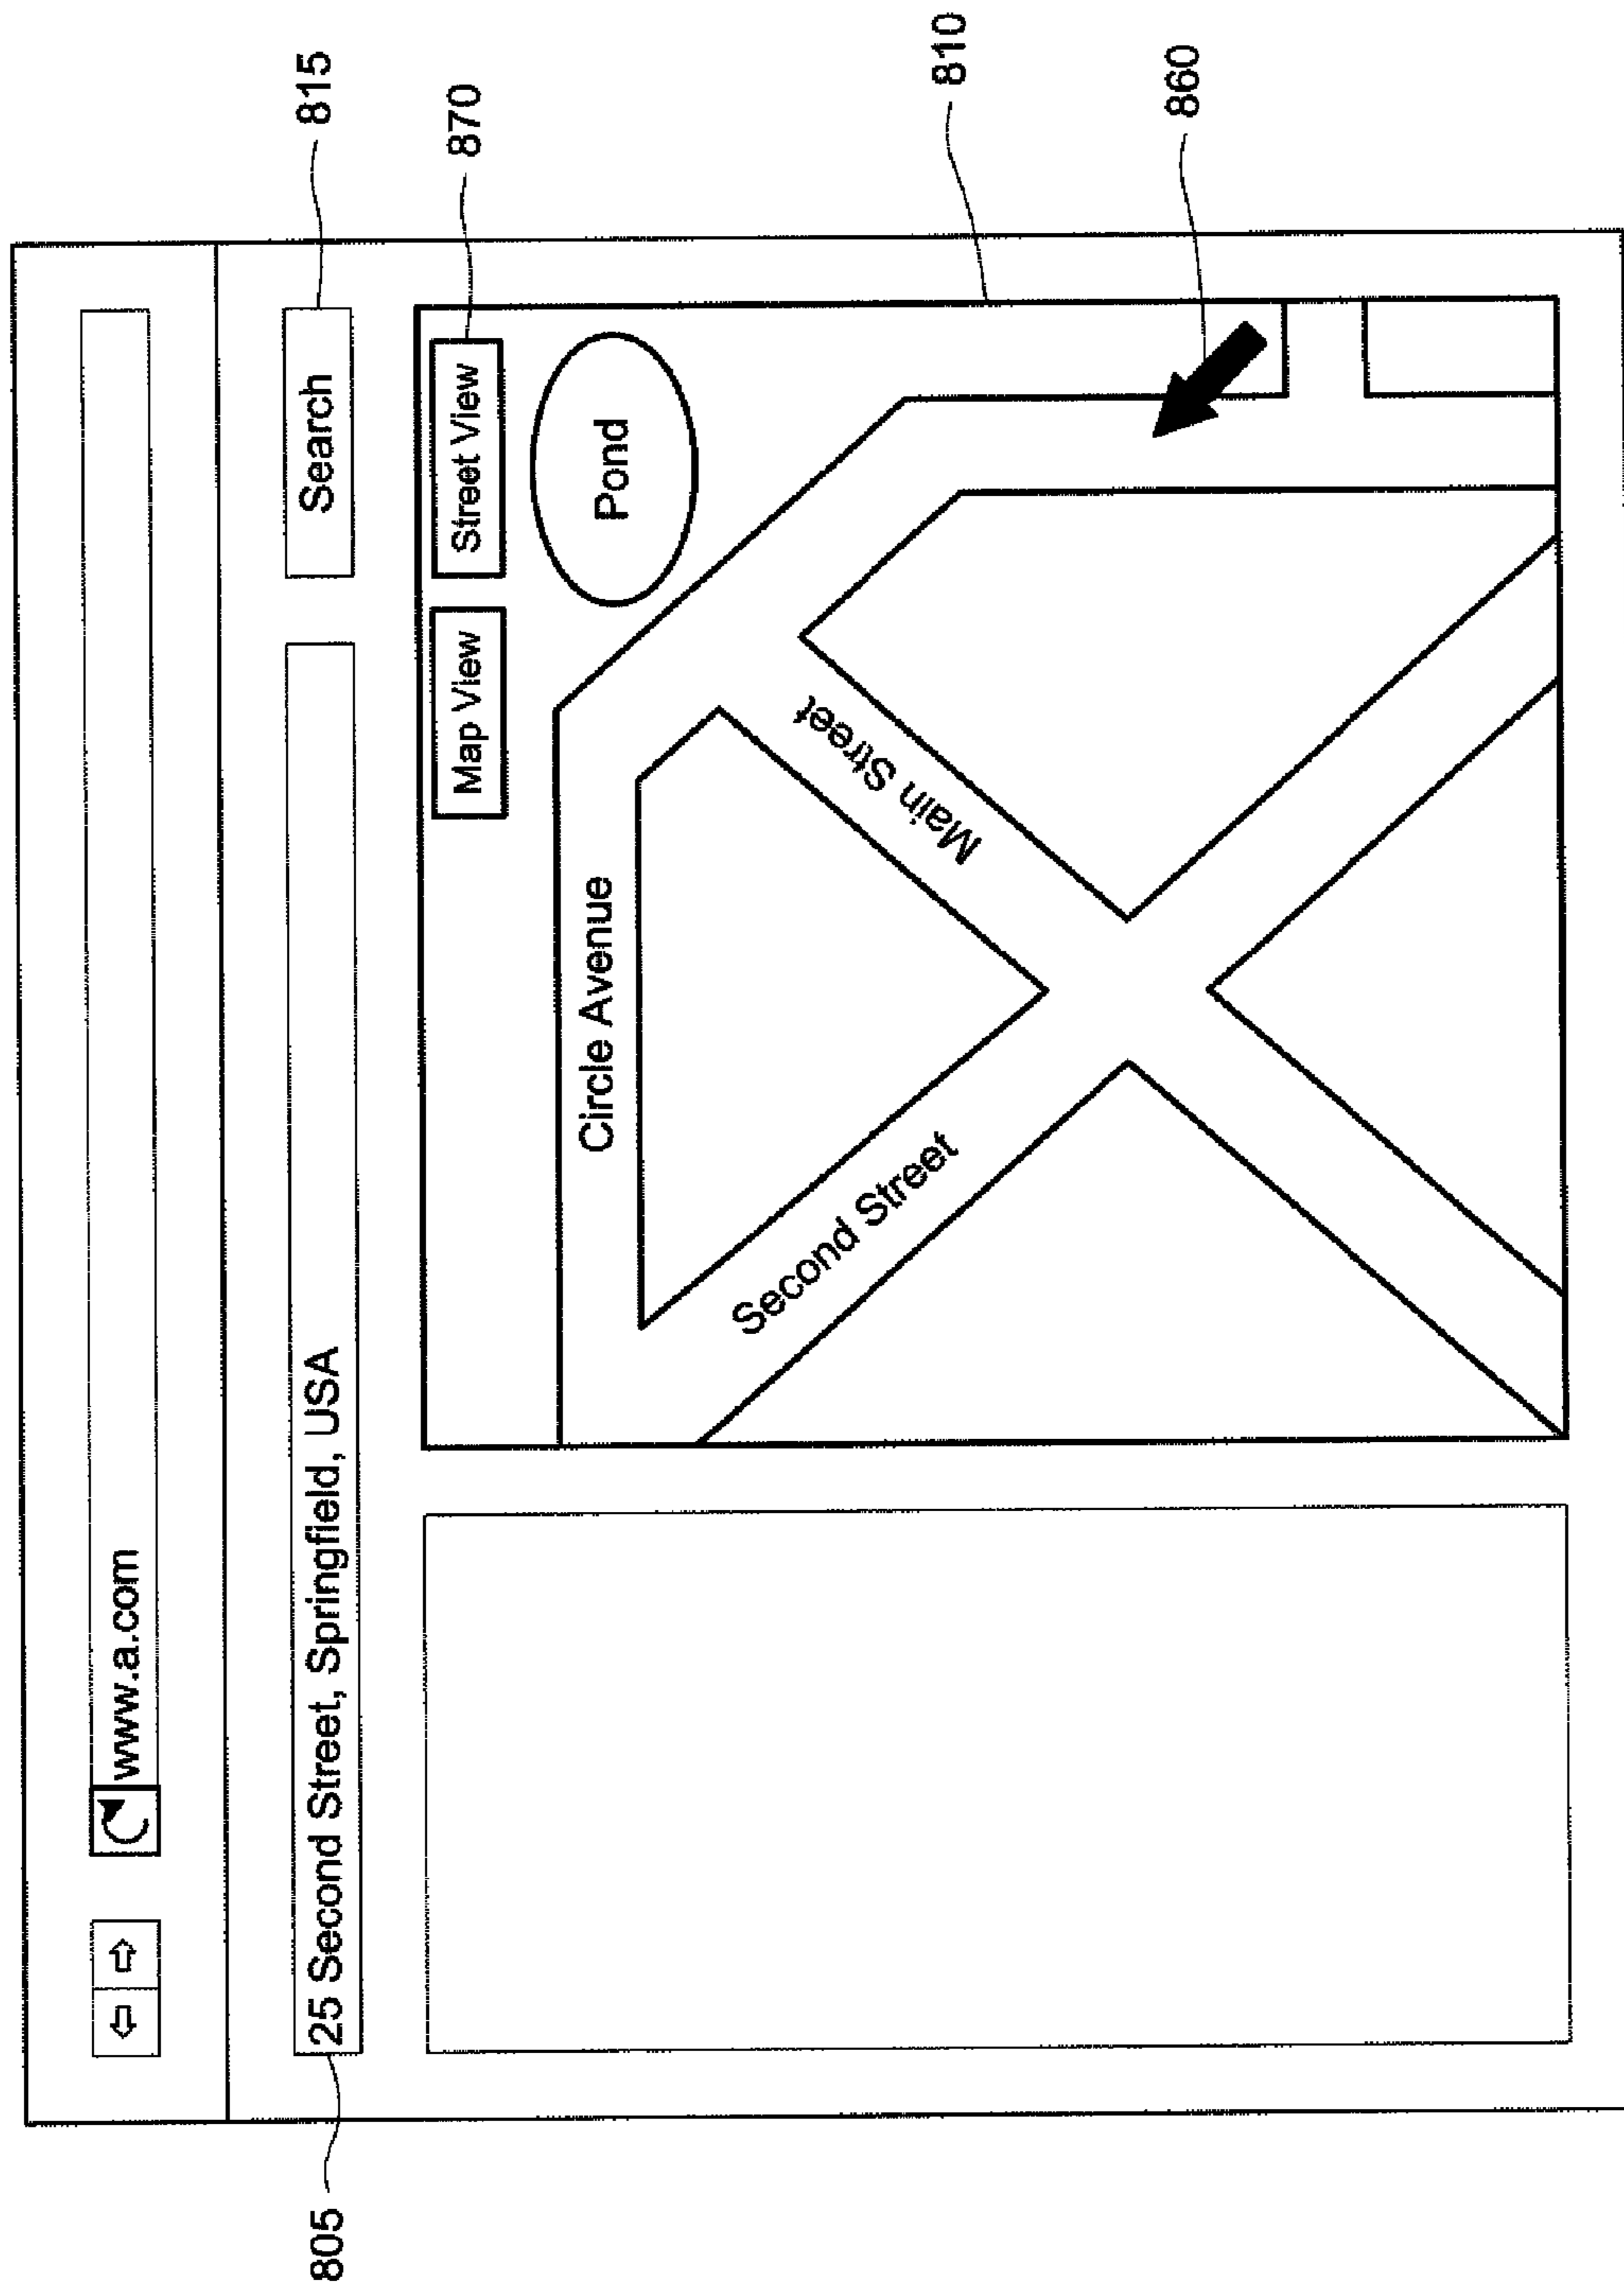 www.a.com
25 Second Street, Springfield, USA
Search
815
805
Map View
Street View
870
Pond
Circle Avenue
Main Street
Second Street
810
860